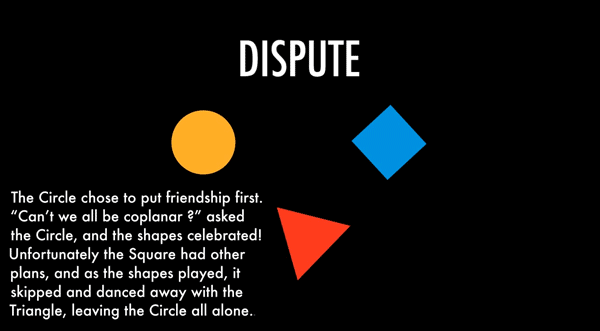 DISPUTE
The Circle chose to put friendship first.
“Can’t we all be coplanar ?” asked
the Circle, and the shapes celebrated!
Unfortunately the Square had other
plans, and as the shapes played, it
skipped and danced away with the
Triangle, leaving the Circle all alone.